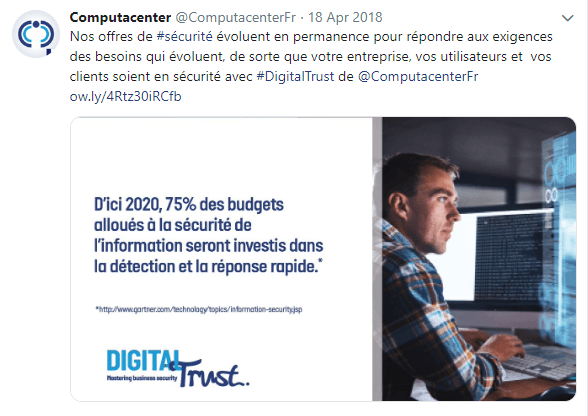 Computacenter @ComputacenterFr · 18 Apr 2018
Nos offres de #sécurité évoluent en permanence pour répondre aux exigences
des besoins qui évoluent, de sorte que votre entreprise, vos utilisateurs et vos
clients soient en sécurité avec #DigitalTrust de @ComputacenterFr
ow.ly/4Rtz30iRCfb
D'ici 2020, 75% des budgets
alloués à la sécurité de
l'information seront investis dans
la détection et la réponse rapide.*
*http://www.gartner.com/technology/topics/information-security.jsp
DIGITAL
Mastering business security
Trust.